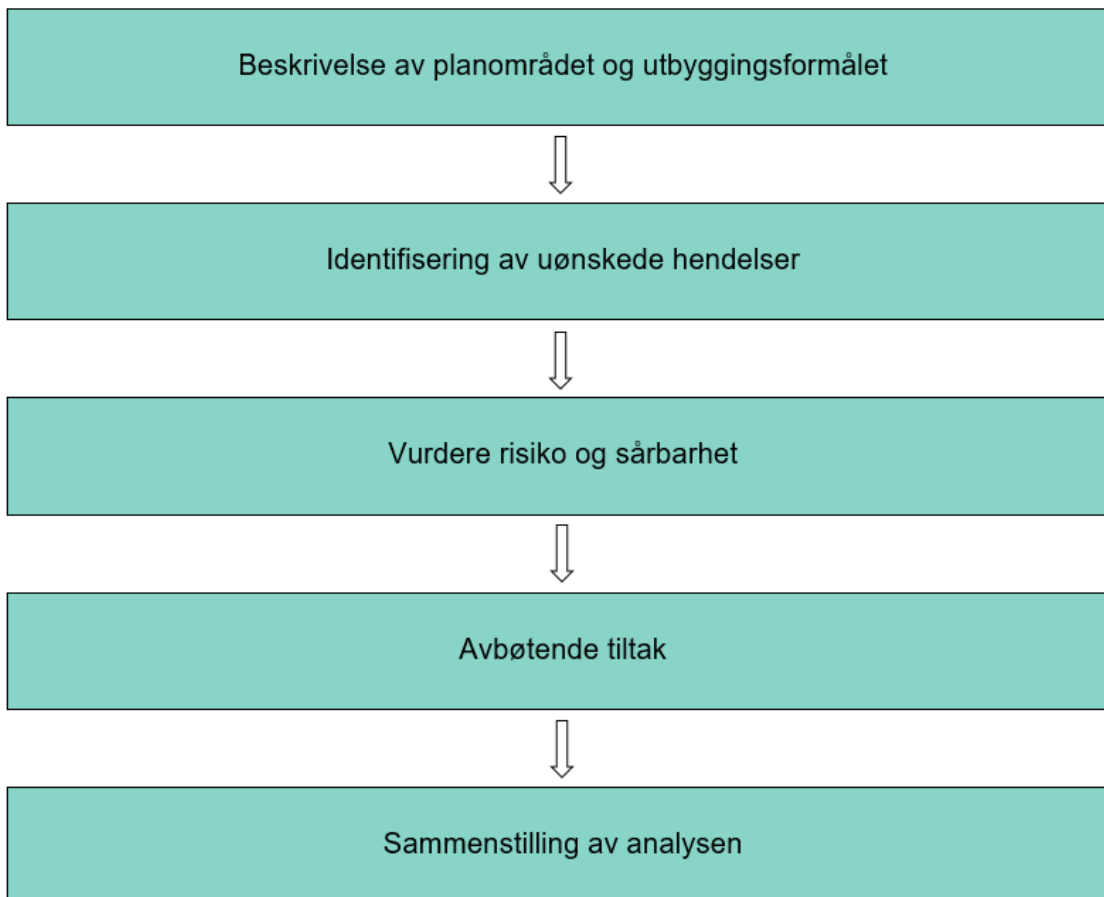 Beskrivelse av planområdet og utbyggingsformålet
Identifisering av uønskede hendelser
Vurdere risiko og sårbarhet
Avbøtende tiltak
Sammenstilling av analysen